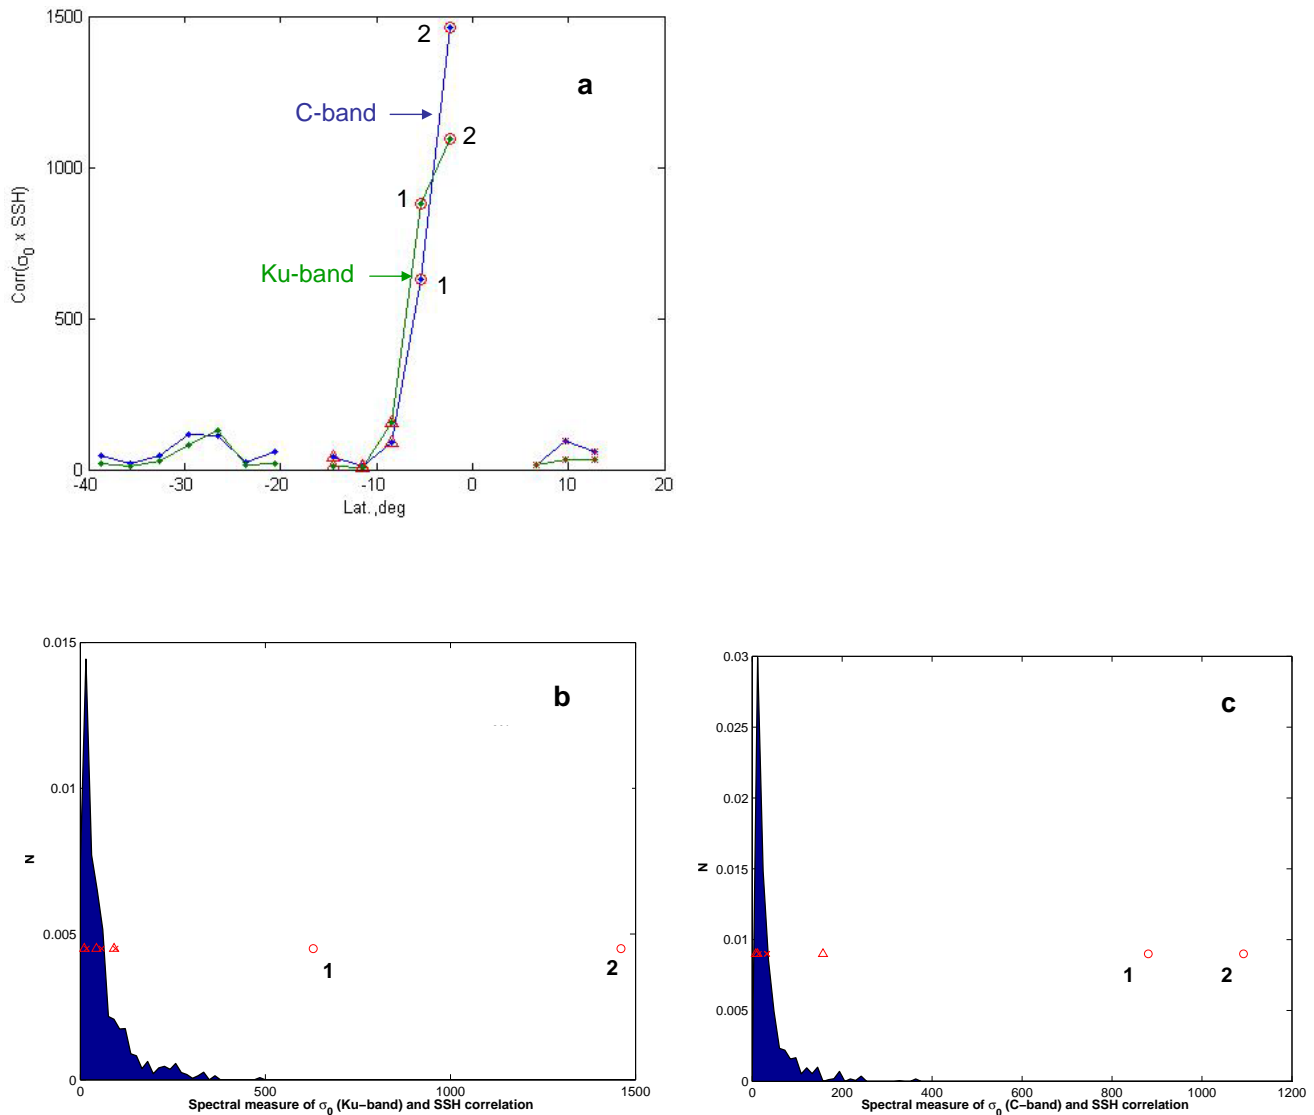 1500
2
a
C-band
2
1000
1
Corr(σ₀ x SSH)
Ku-band
1
500
0
-40 -30 -20 -10 0 10 20
Lat.,deg
0.015
b
0.01
N
0.005
1 2
0
0 500 1000 1500
Spectral measure of σ₀ (Ku−band) and SSH correlation
0.03
c
0.025
0.02
N
0.015
0.01
1 2
0.005
0
0 200 400 600 800 1000 1200
Spectral measure of σ₀ (C−band) and SSH correlation